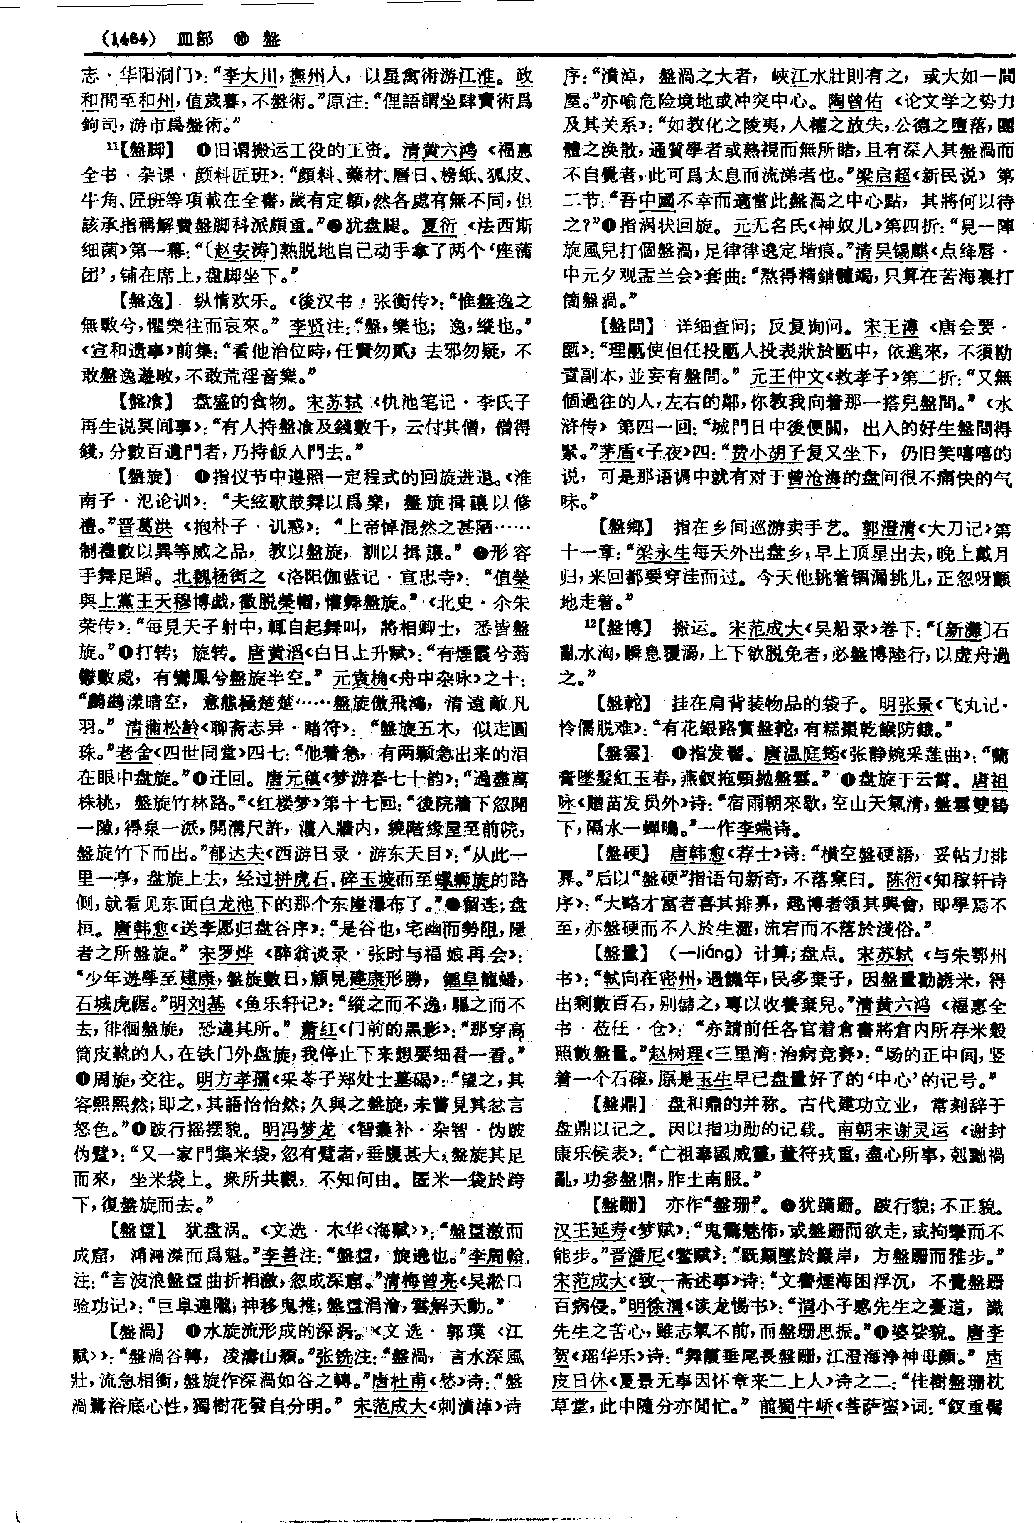 (1464) 皿部 ⑩ 盤
志·华阳洞门》：“李大川，撫州人，以星禽術游江淮。政
和間至和州，值歲暮，不盤術。”原注：“俚語謂坐肆賣術爲
鉤司，游市爲盤術。”
11【盤脚】 ❶旧谓搬运工役的工资。清黄六鸿《福惠
全书·杂课·颜料匠班》：“顔料、藥材、曆日、榜紙、狐皮、
牛角、匠班等項載在全書，歲有定額，然各處有無不同，但
該承指稱解費盤脚科派頗重。”❷犹盘腿。夏衍《法西斯
细菌》第一幕：“〔赵安涛〕熟脱地自己动手拿了两个‘座蒲
团’，铺在席上，盘脚坐下。”
【盤逸】 纵情欢乐。《後汉书·张衡传》：“惟盤逸之
無斁兮，懼樂往而哀來。”李贤注：“盤，樂也；逸，縱也。”
《宣和遗事》前集：“看他治位時，任賢勿貳，去邪勿疑，不
敢盤逸遊畋，不敢荒淫音樂。”
【盤飡】 盘盛的食物。宋苏轼《仇池笔记·李氏子
再生说冥间事》：“有人持盤飡及錢數千，云付其僧，僧得
錢，分數百遺門者，乃持飯入門去。”
【盤旋】 ❶指仪节中遵照一定程式的回旋进退。《淮
南子·氾论训》：“夫弦歌鼓舞以爲樂，盤旋揖讓以修
禮。”晋葛洪《抱朴子·讥惑》：“上帝悼混然之甚陋……
制禮數以異等威之品，教以盤旋，訓以揖讓。”❷形容
手舞足蹈。北魏杨衒之《洛阳伽蓝记·宣忠寺》：“值榮
與上黨王天穆博戲，徽脱榮帽，懽舞盤旋。”《北史·尒朱
荣传》：“每見天子射中，輒自起舞叫，將相卿士，悉皆盤
旋。”❸打转；旋转。唐黄滔《白日上升赋》：“有煙霞兮蓊
鬱數處，有鸞鳳兮盤旋半空。”元袁桷《舟中杂咏》之十：
“鸕鷀漾晴空，意態極楚楚……盤旋傲飛鴻，清遠敵凡
羽。”清蒲松龄《聊斋志异·赌符》：“盤旋五木，似走圆
珠。”老舍《四世同堂》四七：“他着急，有两颗急出来的泪
在眼中盘旋。”❹迂回。唐元稹《梦游春七十韵》：“過盡萬
株桃，盤旋竹林路。”《红楼梦》第十七回：“後院牆下忽開
一隙，得泉一派，開溝尺許，灌入牆内，繞階緣屋至前院，
盤旋竹下而出。”郁达夫《西游日录·游东天目》：“从此一
里一亭，盘旋上去，经过拼虎石，碎玉坡而至螺蛳旋的路
侧，就看见东面白龙池下的那个东崖瀑布了。”❺留连；盘
桓。唐韩愈《送李愿归盘谷序》：“是谷也，宅幽而勢阻，隱
者之所盤旋。”宋罗烨《醉翁谈录·张时与福娘再会》：
“少年遊學至建康，盤旋數日，顧見建康形勝，鍾阜龍蟠，
石城虎踞。”明刘基《鱼乐轩记》：“縱之而不逸，驅之而不
去，徘徊盤旋，恐違其所。”萧红《门前的黑影》：“那穿高
筒皮靴的人，在铁门外盘旋，我停止下来想要细看一看。”
❻周旋，交往。明方孝孺《采苓子郑处士墓碣》：“望之，其
容熙熙然；即之，其語怡怡然；久與之盤旋，未嘗見其忿言
怒色。”❼跛行摇摆貌。明冯梦龙《智囊补·杂智·伪跛
伪躄》：“又一家門集米袋，忽有躄者，垂腹甚大，盤旋其足
而來，坐米袋上。衆所共觀，不知何由。匿米一袋於跨
下，復盤旋而去。”
【盤盓】 犹盘涡。《文选·木华〈海赋〉》：“盤盓激而
成窟，㴸㶑滐而爲魁。”李善注：“盤盓，旋遶也。”李周翰
注：“言波浪盤盓曲折相激，忽成深窟。”清梅曾亮《吴淞口
验功记》：“巨阜連隴，神移鬼推；盤盓渦澮，雲解天動。”
【盤渦】 ❶水旋流形成的深涡。《文选·郭璞〈江
赋〉》：“盤渦谷轉，凌濤山頽。”张铣注：“盤渦，言水深風
壯，流急相衝，盤旋作深渦如谷之轉。”唐杜甫《愁》诗：“盤
渦鷺浴底心性，獨樹花發自分明。”宋范成大《刺濆淖》诗
序：“濆淖，盤渦之大者，峽江水壯則有之，或大如一間
屋。”亦喻危险境地或冲突中心。陶曾佑《论文学之势力
及其关系》：“如教化之陵夷，人權之放失，公德之墮落，團
體之渙散，通質學者或熟視而無所睹，且有深入其盤渦而
不自覺者，此可爲太息而流涕者也。”梁启超《新民说》第
二节：“吾中國不幸而適當此盤渦之中心點，其將何以待
之？”❷指涡状回旋。元无名氏《神奴儿》第四折：“見一陣
旋風兒打個盤渦，足律律遶定堦痕。”清吴锡麒《点绛唇·
中元夕观盂兰会》套曲：“熬得精銷髓竭，只算在苦海裏打
箇盤渦。”
【盤問】 详细查问；反复询问。宋王溥《唐会要·
匭》：“理匭使但任投匭人投表狀於匭中，依進來，不須勘
責副本，並妄有盤問。”元王仲文《救孝子》第二折：“又無
個過往的人，左右的鄰，你教我向着那一搭兒盤問。”《水
浒传》第四一回：“城門日中後便關，出入的好生盤問得
緊。”茅盾《子夜》四：“费小胡子复又坐下，仍旧笑嘻嘻的
说，可是那语调中就有对于曾沧海的盘问很不痛快的气
味。”
【盤鄉】 指在乡间巡游卖手艺。郭澄清《大刀记》第
十一章：“梁永生每天外出盘乡，早上顶星出去，晚上戴月
归，来回都要穿洼而过。今天他挑着锢漏挑儿，正忽呀颤
地走着。”
12【盤博】 搬运。宋范成大《吴船录》卷下：“〔新灘〕石
亂水洶，瞬息覆溺，上下欲脱免者，必盤博陸行，以虚舟過
之。”
【盤䩫】 挂在肩背装物品的袋子。明张景《飞丸记·
怜儒脱难》：“有花銀路費盤䩫，有糕棗乾餱防餓。”
【盤雲】 ❶指发髻。唐温庭筠《张静婉采莲曲》：“蘭
膏墜髮紅玉春，燕釵拖頸抛盤雲。”❷盘旋于云霄。唐祖
咏《赠苗发员外》诗：“宿雨朝來歇，空山天氣清；盤雲雙鶴
下，隔水一蟬鳴。”一作李端诗。
【盤硬】 唐韩愈《荐士》诗：“横空盤硬語，妥帖力排
奡。”后以“盤硬”指语句新奇，不落窠臼。陈衍《知稼轩诗
序》：“大略才富者喜其排奡，趣博者領其興會，即學焉不
至，亦盤硬而不入於生澀，流宕而不落於淺俗。”
【盤量】 （—liáng）计算；盘点。宋苏轼《与朱鄂州
书》：“軾向在密州，遇饑年，民多棄子，因盤量勸誘米，得
出剩數百石，别儲之，專以收養棄兒。”清黄六鸿《福惠全
书·莅任·仓》：“亦請前任各官着倉書將倉内所存米穀
照數盤量。”赵树理《三里湾·治病竞赛》：“场的正中间，竖
着一个石磙，原是玉生早已盘量好了的‘中心’的记号。”
【盤鼎】 盘和鼎的并称。古代建功立业，常刻辞于
盘鼎以记之。因以指功勋的记载。南朝宋谢灵运《谢封
康乐侯表》：“亡祖奉國威靈，董符戎重，盡心所事，剋黜禍
亂，功參盤鼎，胙土南服。”
【盤跚】 亦作“盤珊”。❶犹蹒跚。跛行貌；不正貌。
汉王延寿《梦赋》：“鬼驚魅怖，或盤跚而欲走，或拘攣而不
能步。”晋潘尼《鳖赋》：“既顛墜於巖岸，方盤跚而雅步。”
宋范成大《致一斋述事》诗：“文書煙海困浮沉，不覺盤跚
百病侵。”明徐渭《读龙惕书》：“渭小子感先生之憂道，識
先生之苦心，雖志氣不前，而盤珊思振。”❷婆娑貌。唐李
贺《瑶华乐》诗：“舞霞垂尾長盤跚，江澄海净神母顏。”唐
皮日休《夏景无事因怀章来二上人》诗之二：“佳樹盤珊枕
草堂，此中隨分亦閒忙。”前蜀牛峤《菩萨蛮》词：“釵重髻